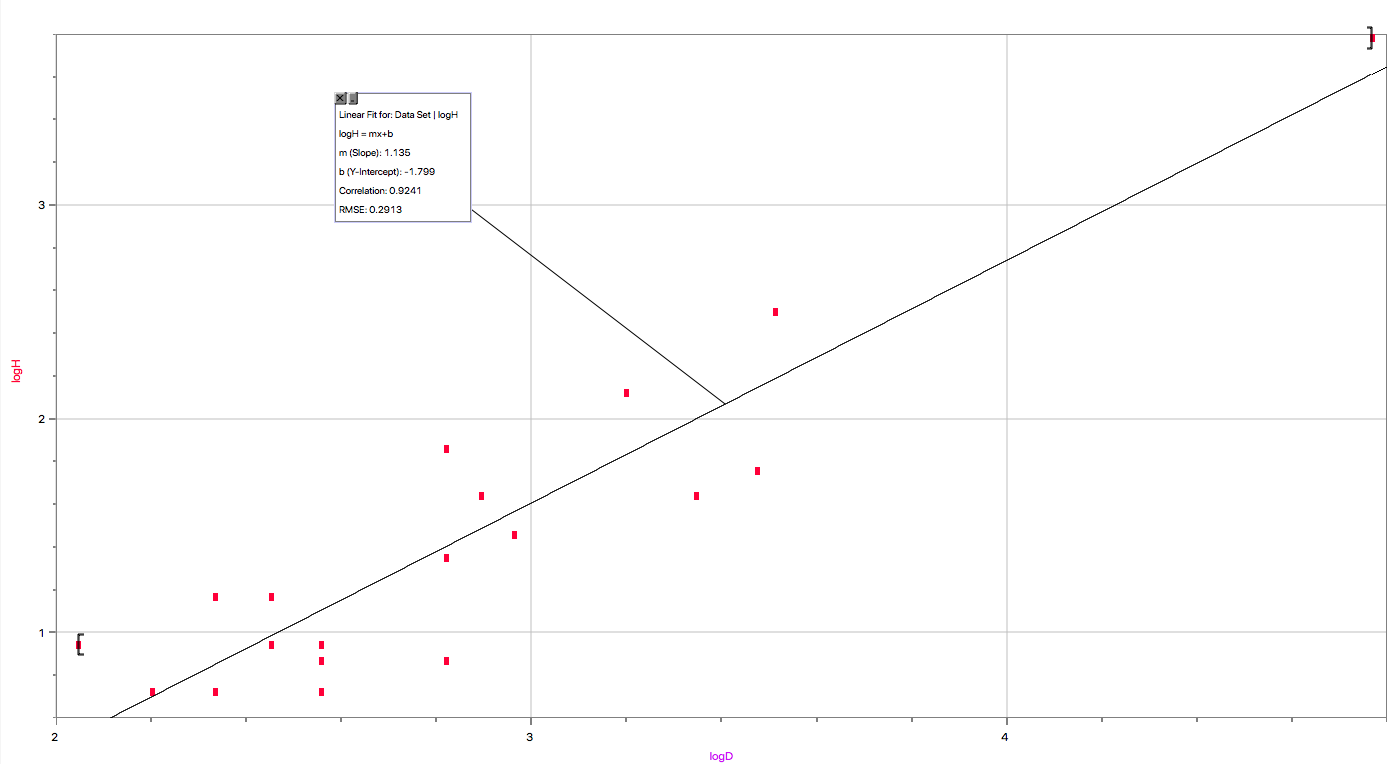 Linear Fit for: Data Set | logH
logH = mx+b
m (Slope): 1.135
b (Y-Intercept): -1.799
Correlation: 0.9241
RMSE: 0.2913
3
logH
2
1
2
3
4
logD